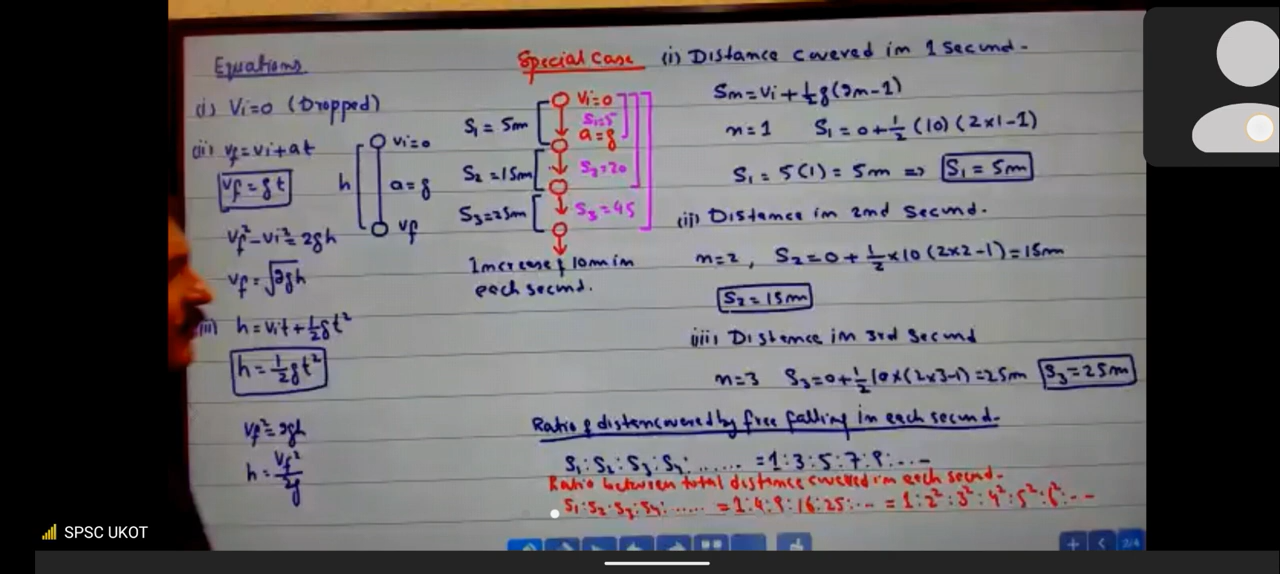 Equations
(i) Vi=0 (Dropped)
(ii) vf=vi+at
vf=gt
vf²-vi²=2gh
vf=√2gh
(iii) h=vit+½gt²
h=½gt²
vf²=2gh
h=vf²/2g
h
vi=0
a=g
vf
Special Case
S₁=5m
S₂=15m
S₃=25m
Vi=0
S₁=5
a=g
S₂=20
S₃=45
Increase of 10m in
each second.
(i) Distance covered in 1 second.
Sn=vi+½g(2n-1)
n=1 S₁=0+½(10)(2×1-1)
S₁=5(1)=5m => S₁=5m
(ii) Distance in 2nd second.
n=2, S₂=0+½×10(2×2-1)=15m
S₂=15m
(iii) Distance in 3rd second
n=3 S₃=0+½10×(2×3-1)=25m S₃=25m
Ratio of distance covered by free falling in each second.
S₁:S₂:S₃:S₄:...... =1:3:5:7:9:...
Ratio between total distance covered in each second.
S₁:S₂:S₃:S₄:..... =1:4:9:16:25:... =1:2²:3²:4²:5²:6²:--
SPSC UKOT
2/4